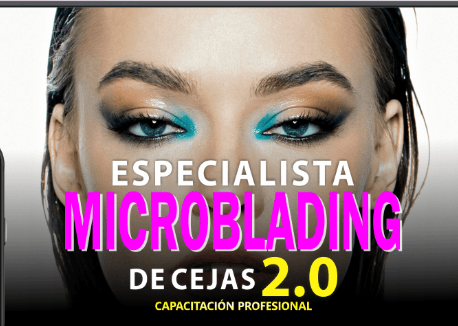 ESPECIALISTA
MICROBLADING
DE CEJAS 2.0
CAPACITACIÓN PROFESIONAL